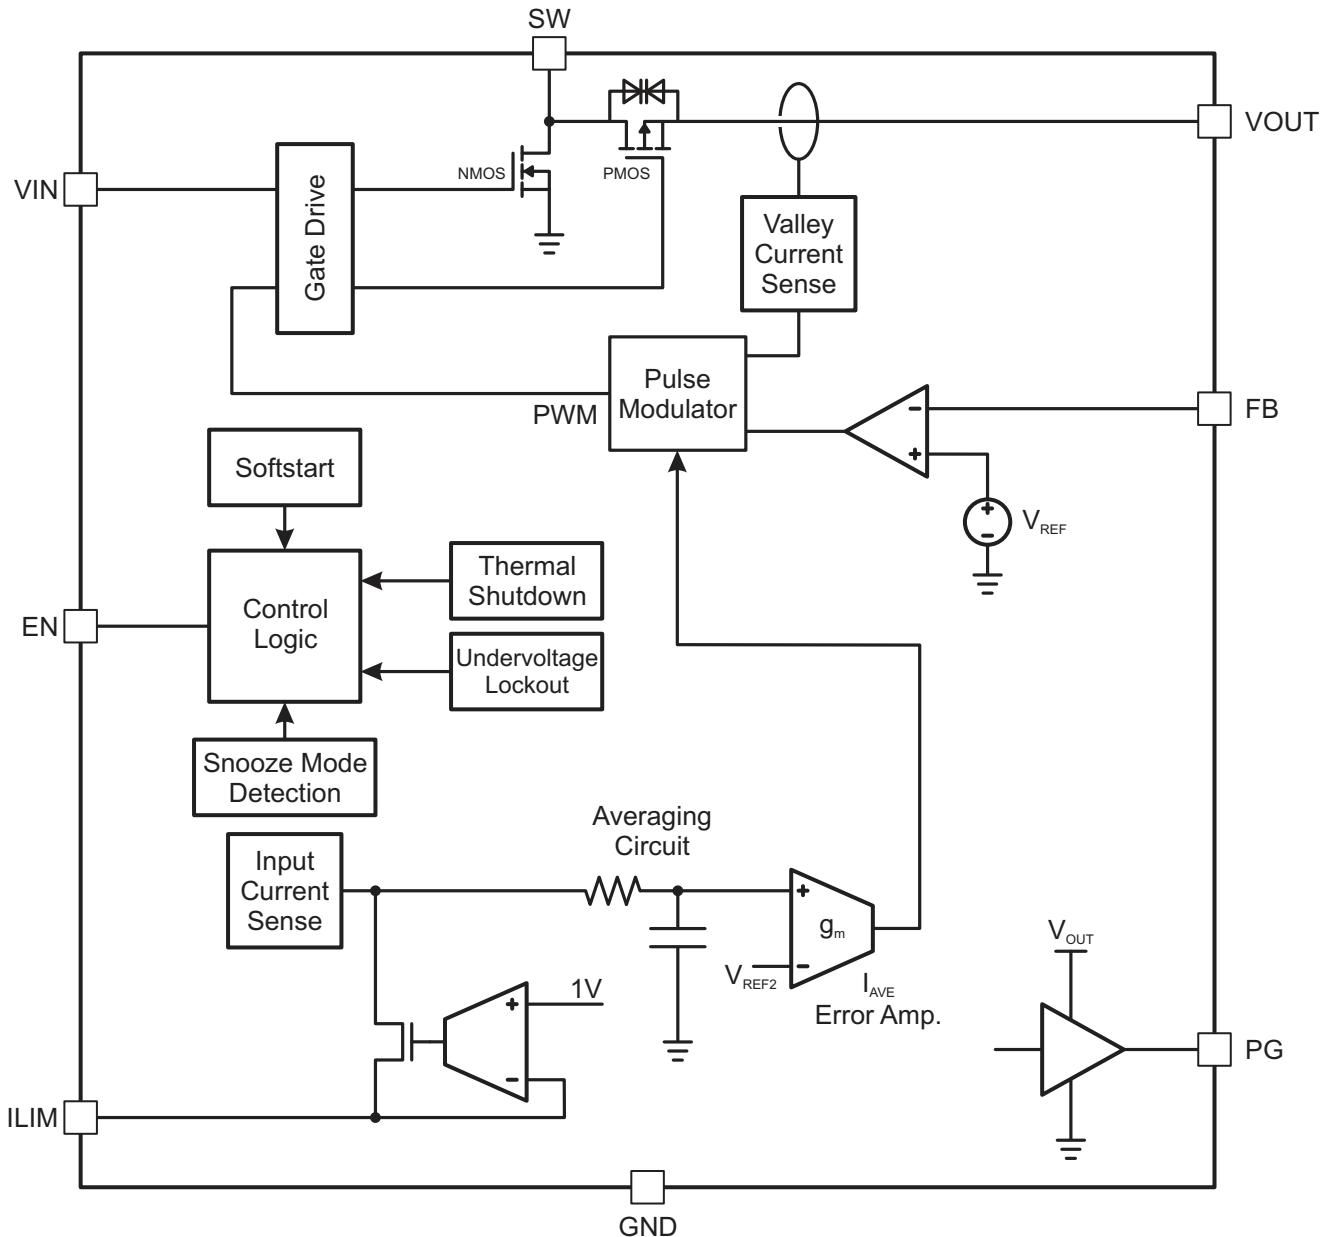 SW
VOUT
VIN
NMOS
PMOS
Gate Drive
Valley
Current
Sense
Pulse
Modulator
PWM
-
+
FB
+
-
VREF
Softstart
Thermal
Shutdown
EN
Control
Logic
Undervoltage
Lockout
Snooze Mode
Detection
Averaging
Circuit
Input
Current
Sense
+
gm
-
VREF2
IAVE
Error Amp.
VOUT
1V
+
-
PG
ILIM
GND